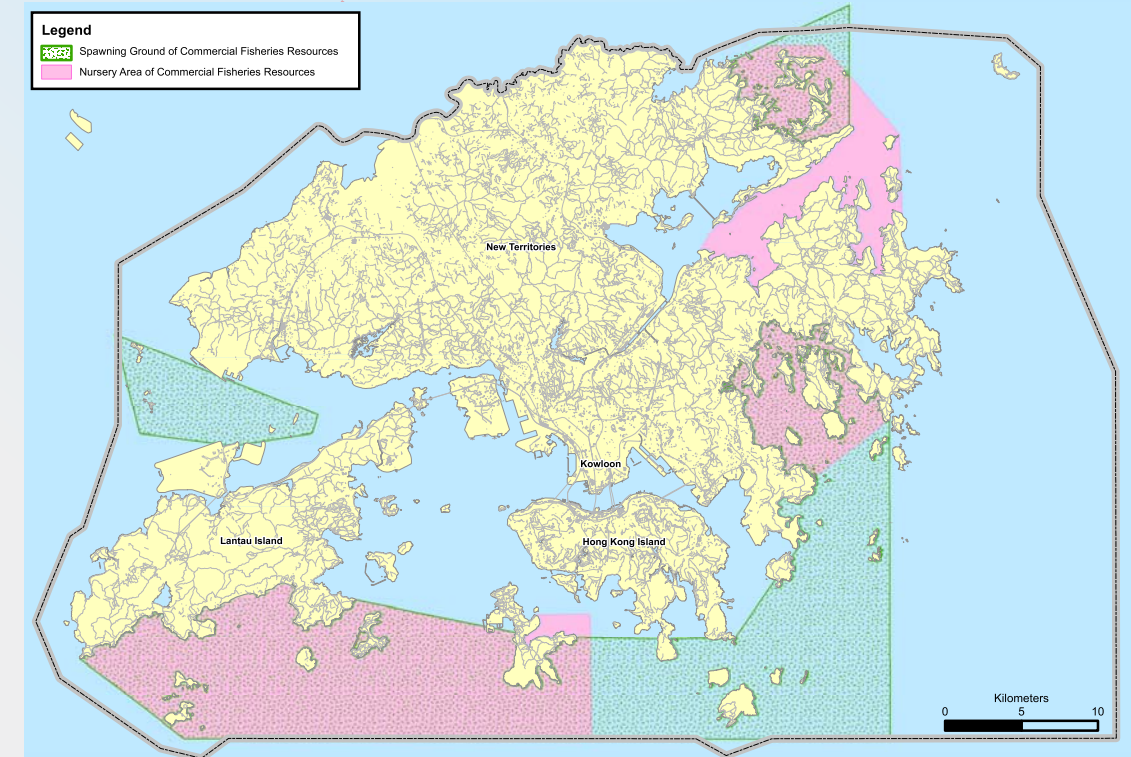 Legend
Spawning Ground of Commercial Fisheries Resources
Nursery Area of Commercial Fisheries Resources
New Territories
Kowloon
Lantau Island
Hong Kong Island
Kilometers
0 5 10